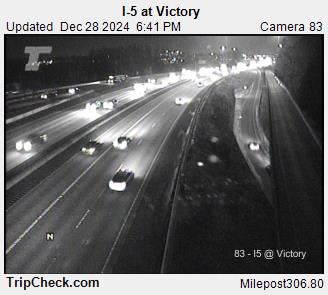 I-5 at Victory
Updated Dec 28 2024 6:41 PM Camera 83
T
N
83 - I5 @ Victory
TripCheck.com Milepost306.80